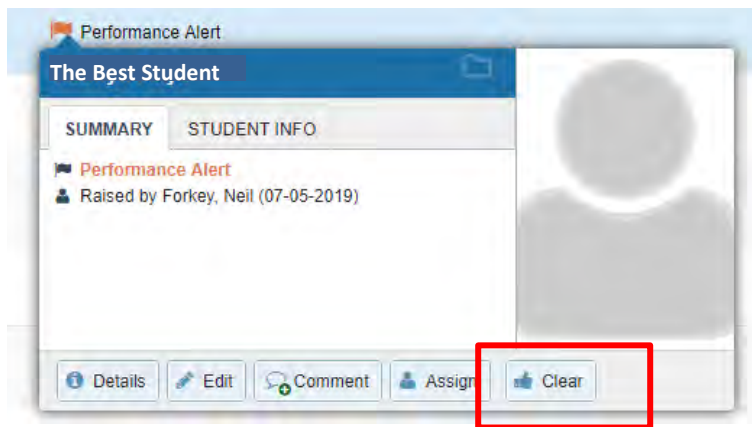 Performance Alert
The Best Student
SUMMARY STUDENT INFO
Performance Alert
Raised by Forkey, Neil (07-05-2019)
Details Edit Comment Assign Clear